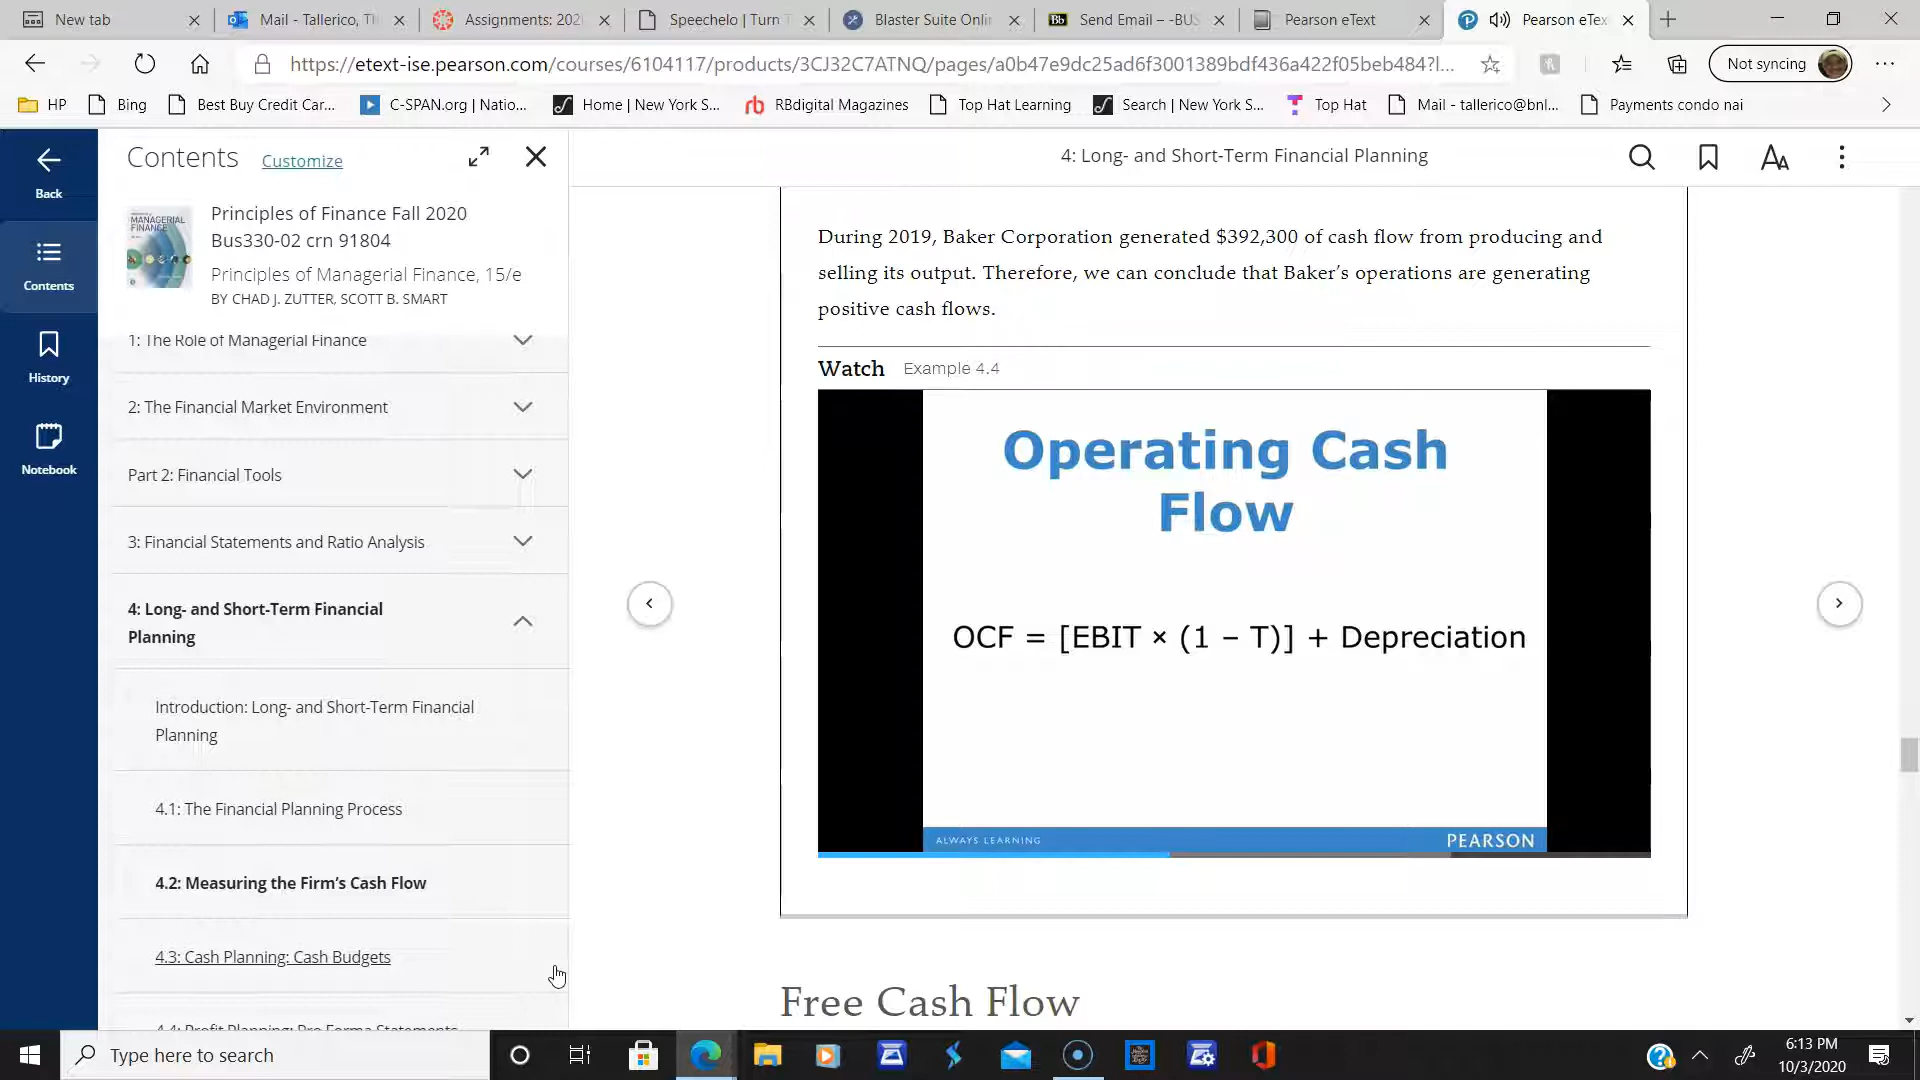 New tab
Mail - Tallerico, Th
Assignments: 202
Speechelo | Turn T
Blaster Suite Onli
Send Email – -BUS
Pearson eText
Pearson eTex
https://etext-ise.pearson.com/courses/6104117/products/3CJ32C7ATNQ/pages/a0b47e9dc25ad6f3001389bdf436a422f05beb484?l...
Not syncing
HP
Bing
Best Buy Credit Car...
C-SPAN.org | Natio...
Home | New York S...
RBdigital Magazines
Top Hat Learning
Search | New York S...
Top Hat
Mail - tallerico@bnl...
Payments condo nai
Back
Contents
History
Notebook
Contents Customize
MANAGERIAL
FINANCE
Principles of Finance Fall 2020
Bus330-02 crn 91804
Principles of Managerial Finance, 15/e
BY CHAD J. ZUTTER, SCOTT B. SMART
1: The Role of Managerial Finance
2: The Financial Market Environment
Part 2: Financial Tools
3: Financial Statements and Ratio Analysis
4: Long- and Short-Term Financial
Planning
Introduction: Long- and Short-Term Financial
Planning
4.1: The Financial Planning Process
4.2: Measuring the Firm's Cash Flow
4.3: Cash Planning: Cash Budgets
4.4: Profit Planning: Pro Forma Statements
4: Long- and Short-Term Financial Planning
AA
During 2019, Baker Corporation generated $392,300 of cash flow from producing and
selling its output. Therefore, we can conclude that Baker's operations are generating
positive cash flows.
Watch Example 4.4
Operating Cash
Flow
OCF = [EBIT × (1 – T)] + Depreciation
ALWAYS LEARNING
PEARSON
Free Cash Flow
Type here to search
6:13 PM
10/3/2020